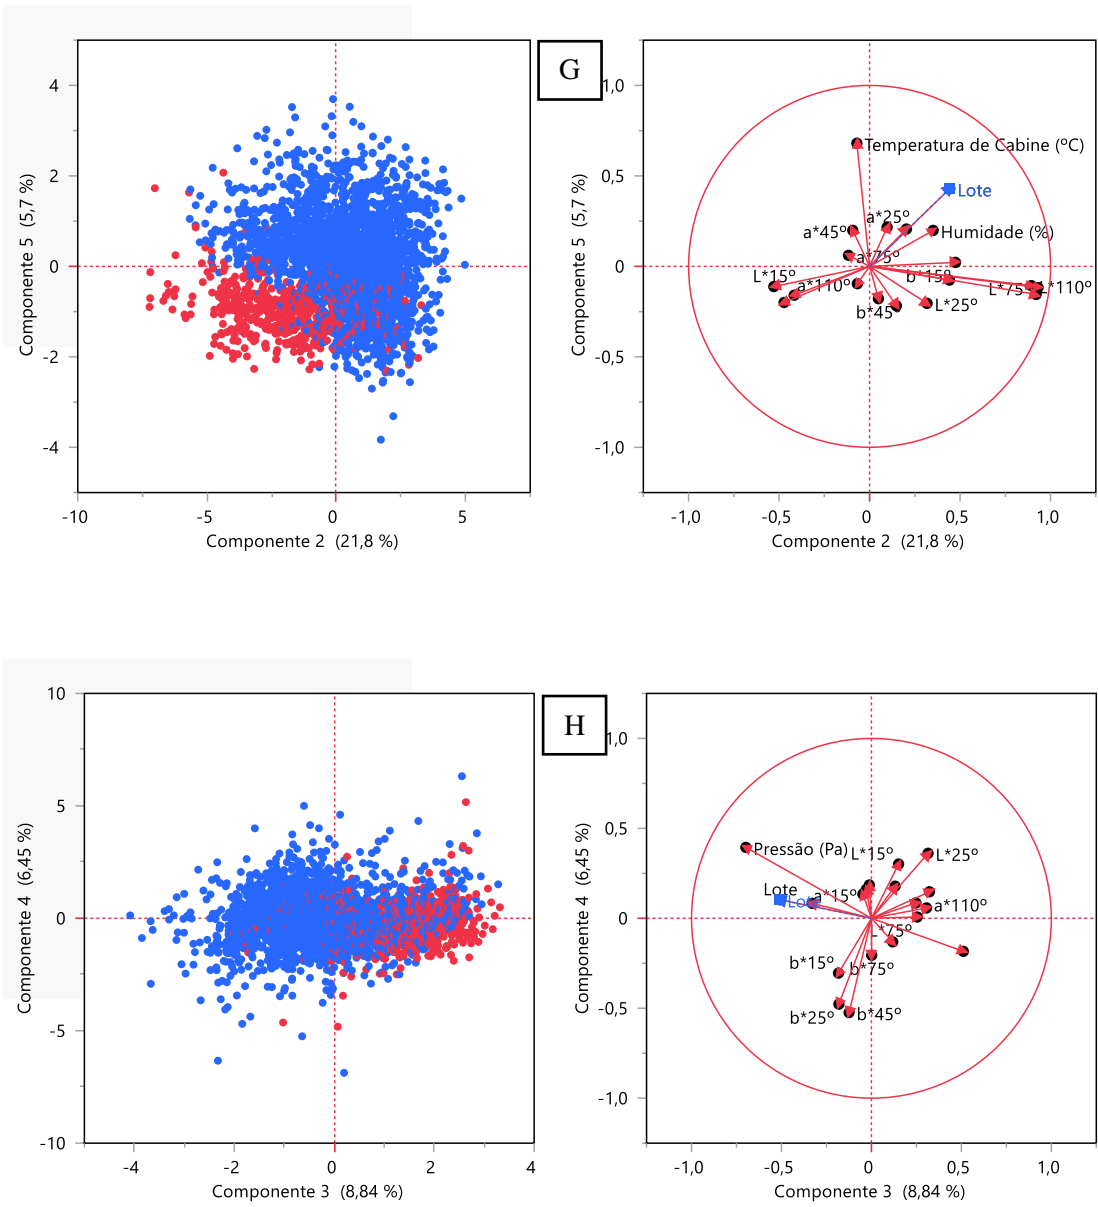 G
4
2
0
-2
-4
-10
-5
0
5
Componente 5 (5,7 %)
Componente 2 (21,8 %)
1,0
0,5
0
-0,5
-1,0
-1,0
-0,5
0
0,5
1,0
Componente 5 (5,7 %)
Componente 2 (21,8 %)
Temperatura de Cabine (ºC)
Lote
a*25º
a*45º
Humidade (%)
a*75º
L*15º
a*110º
b*15º
L*75º
*110º
b*45
L*25º
H
10
5
0
-5
-10
-4
-2
0
2
4
Componente 4 (6,45 %)
Componente 3 (8,84 %)
1,0
0,5
0
-0,5
-1,0
-1,0
-0,5
0
0,5
1,0
Componente 4 (6,45 %)
Componente 3 (8,84 %)
Pressão (Pa)
L*15º
L*25º
Lote
Lote
a*15º
a*110º
*75º
b*15º
b*75º
b*25º
b*45º